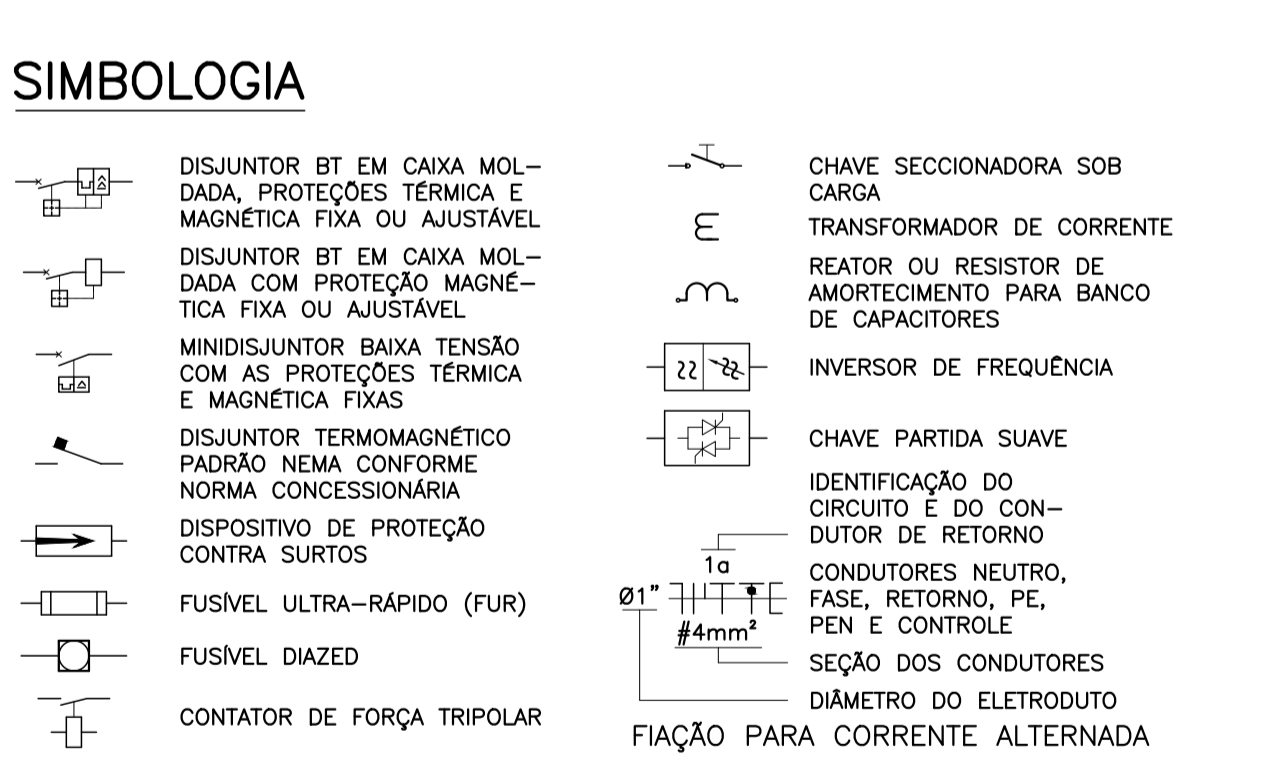 SIMBOLOGIA
DISJUNTOR BT EM CAIXA MOL–
DADA, PROTEÇÕES TÉRMICA E
MAGNÉTICA FIXA OU AJUSTÁVEL
DISJUNTOR BT EM CAIXA MOL–
DADA COM PROTEÇÃO MAGNÉ–
TICA FIXA OU AJUSTÁVEL
MINIDISJUNTOR BAIXA TENSÃO
COM AS PROTEÇÕES TÉRMICA
E MAGNÉTICA FIXAS
DISJUNTOR TERMOMAGNÉTICO
PADRÃO NEMA CONFORME
NORMA CONCESSIONÁRIA
DISPOSITIVO DE PROTEÇÃO
CONTRA SURTOS
FUSÍVEL ULTRA–RÁPIDO (FUR)
FUSÍVEL DIAZED
CONTATOR DE FORÇA TRIPOLAR
CHAVE SECCIONADORA SOB
CARGA
TRANSFORMADOR DE CORRENTE
REATOR OU RESISTOR DE
AMORTECIMENTO PARA BANCO
DE CAPACITORES
INVERSOR DE FREQUÊNCIA
CHAVE PARTIDA SUAVE
IDENTIFICAÇÃO DO
CIRCUITO E DO CON–
DUTOR DE RETORNO
1a
CONDUTORES NEUTRO,
Ø1" FASE, RETORNO, PE,
PEN E CONTROLE
#4mm²
SEÇÃO DOS CONDUTORES
DIÂMETRO DO ELETRODUTO
FIAÇÃO PARA CORRENTE ALTERNADA